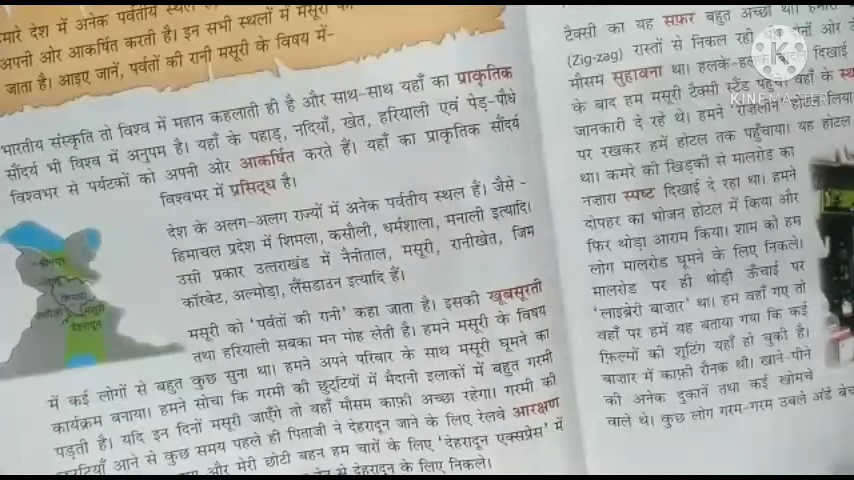 हमारे देश में अनेक पर्वतीय स्थल
अपनी ओर आकर्षित करती है। इन सभी स्थलों में मसूरी
जाता है। आइए जानें, पर्वतों की रानी मसूरी के विषय में-
भारतीय संस्कृति तो विश्व में महान कहलाती ही है और साथ-साथ यहाँ का प्राकृतिक
सौंदर्य भी विश्व में अनुपम है। यहाँ के पहाड़, नदियाँ, खेत, हरियाली एवं पेड़-पौधे
विश्वभर से पर्यटकों को अपनी ओर आकर्षित करते हैं। यहाँ का प्राकृतिक सौंदर्य
विश्वभर में प्रसिद्ध है।
देश के अलग-अलग राज्यों में अनेक पर्वतीय स्थल हैं। जैसे -
हिमाचल प्रदेश में शिमला, कसौली, धर्मशाला, मनाली इत्यादि।
उसी प्रकार उत्तराखंड में नैनीताल, मसूरी, रानीखेत, जिम
कॉरबेट, अल्मोड़ा, लैंसडाउन इत्यादि हैं।
शिमला
मसूरी
देहरादून
मसूरी को 'पर्वतों की रानी' कहा जाता है। इसकी खूबसूरती
तथा हरियाली सबका मन मोह लेती है। हमने मसूरी के विषय
में कई लोगों से बहुत कुछ सुना था। हमने अपने परिवार के साथ मसूरी घूमने का
कार्यक्रम बनाया। हमने सोचा कि गरमी की छुट्टियों में मैदानी इलाकों में बहुत गरमी
पड़ती है। यदि इन दिनों मसूरी जाएँगे तो वहाँ मौसम काफ़ी अच्छा रहेगा। गरमी की
छुट्टियाँ आने से कुछ समय पहले ही पिताजी ने देहरादून जाने के लिए रेलवे आरक्षण
और मेरी छोटी बहन हम चारों के लिए 'देहरादून एक्सप्रेस' में
से देहरादून के लिए निकले।
टैक्सी का यह सफ़र बहुत अच्छा था।
(Zig-zag) रास्तों से निकल रही थी। दोनों ओर
मौसम सुहावना था। हलके-हलके दिखाई
के बाद हम मसूरी टैक्सी स्टैंड पहुँचे। वहाँ के
जानकारी दे रहे थे। हमने होटल लिया
पर रखकर हमें होटल तक पहुँचाया। यह होटल
था। कमरे की खिड़की से मालरोड का
नज़ारा स्पष्ट दिखाई दे रहा था। हमने
दोपहर का भोजन होटल में किया और
फिर थोड़ा आराम किया। शाम को हम
लोग मालरोड घूमने के लिए निकले।
मालरोड पर ही थोड़ी ऊँचाई पर
'लाइब्रेरी बाज़ार' था। हम वहाँ गए तो
वहाँ पर हमें यह बताया गया कि कई
फ़िल्मों की शूटिंग यहाँ हो चुकी है।
बाज़ार में काफ़ी रौनक थी। खाने-पीने
की अनेक दुकानें तथा कई खोमचे
वाले थे। कुछ लोग गरम-गरम उबले अंडे बेच
KINEMASTER